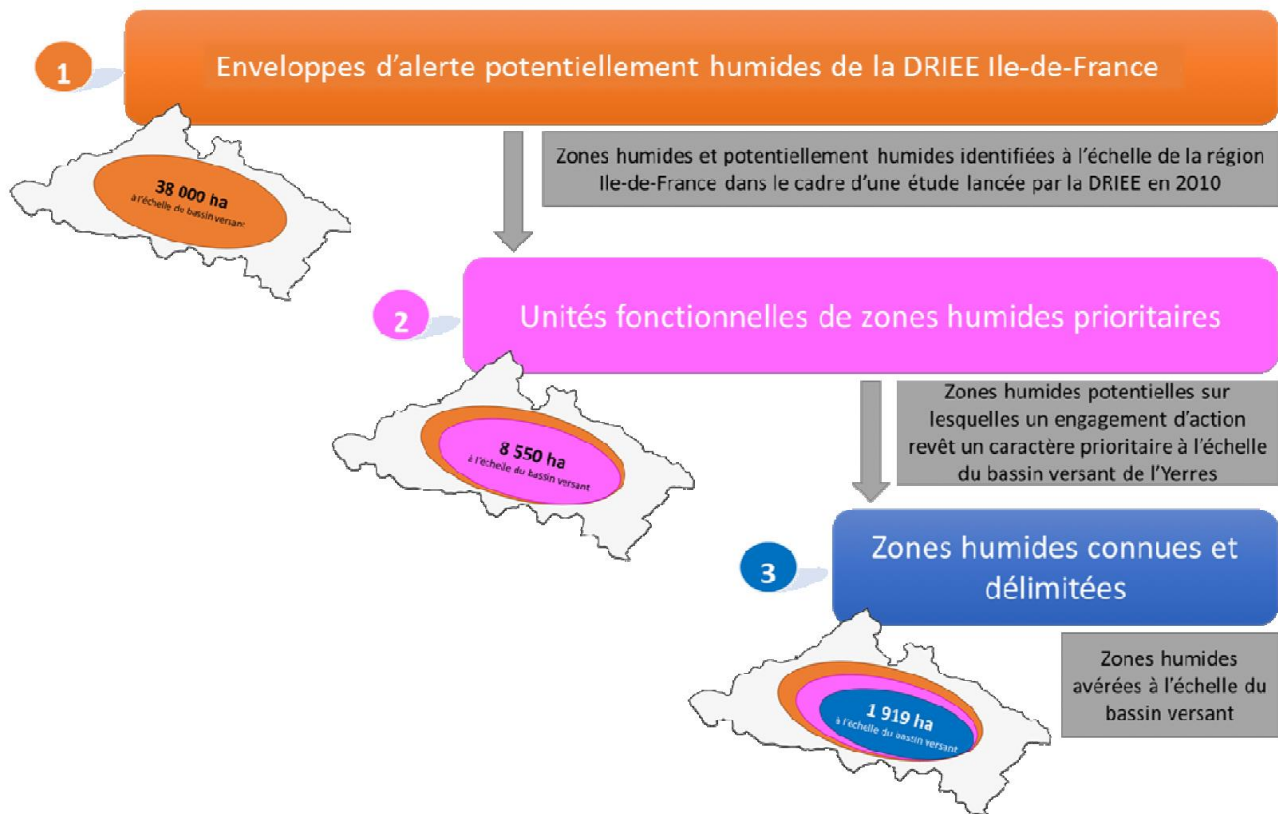 1
Enveloppes d'alerte potentiellement humides de la DRIEE Ile-de-France
38 000 ha
à l'échelle du bassin versant
Zones humides et potentiellement humides identifiées à l'échelle de la région
Ile-de-France dans le cadre d'une étude lancée par la DRIEE en 2010
2
Unités fonctionnelles de zones humides prioritaires
8 550 ha
à l'échelle du bassin versant
Zones humides potentielles sur
lesquelles un engagement d'action
revêt un caractère prioritaire à l'échelle
du bassin versant de l'Yerres
3
Zones humides connues et
délimitées
1 919 ha
à l'échelle du bassin versant
Zones humides
avérées à l'échelle du
bassin versant